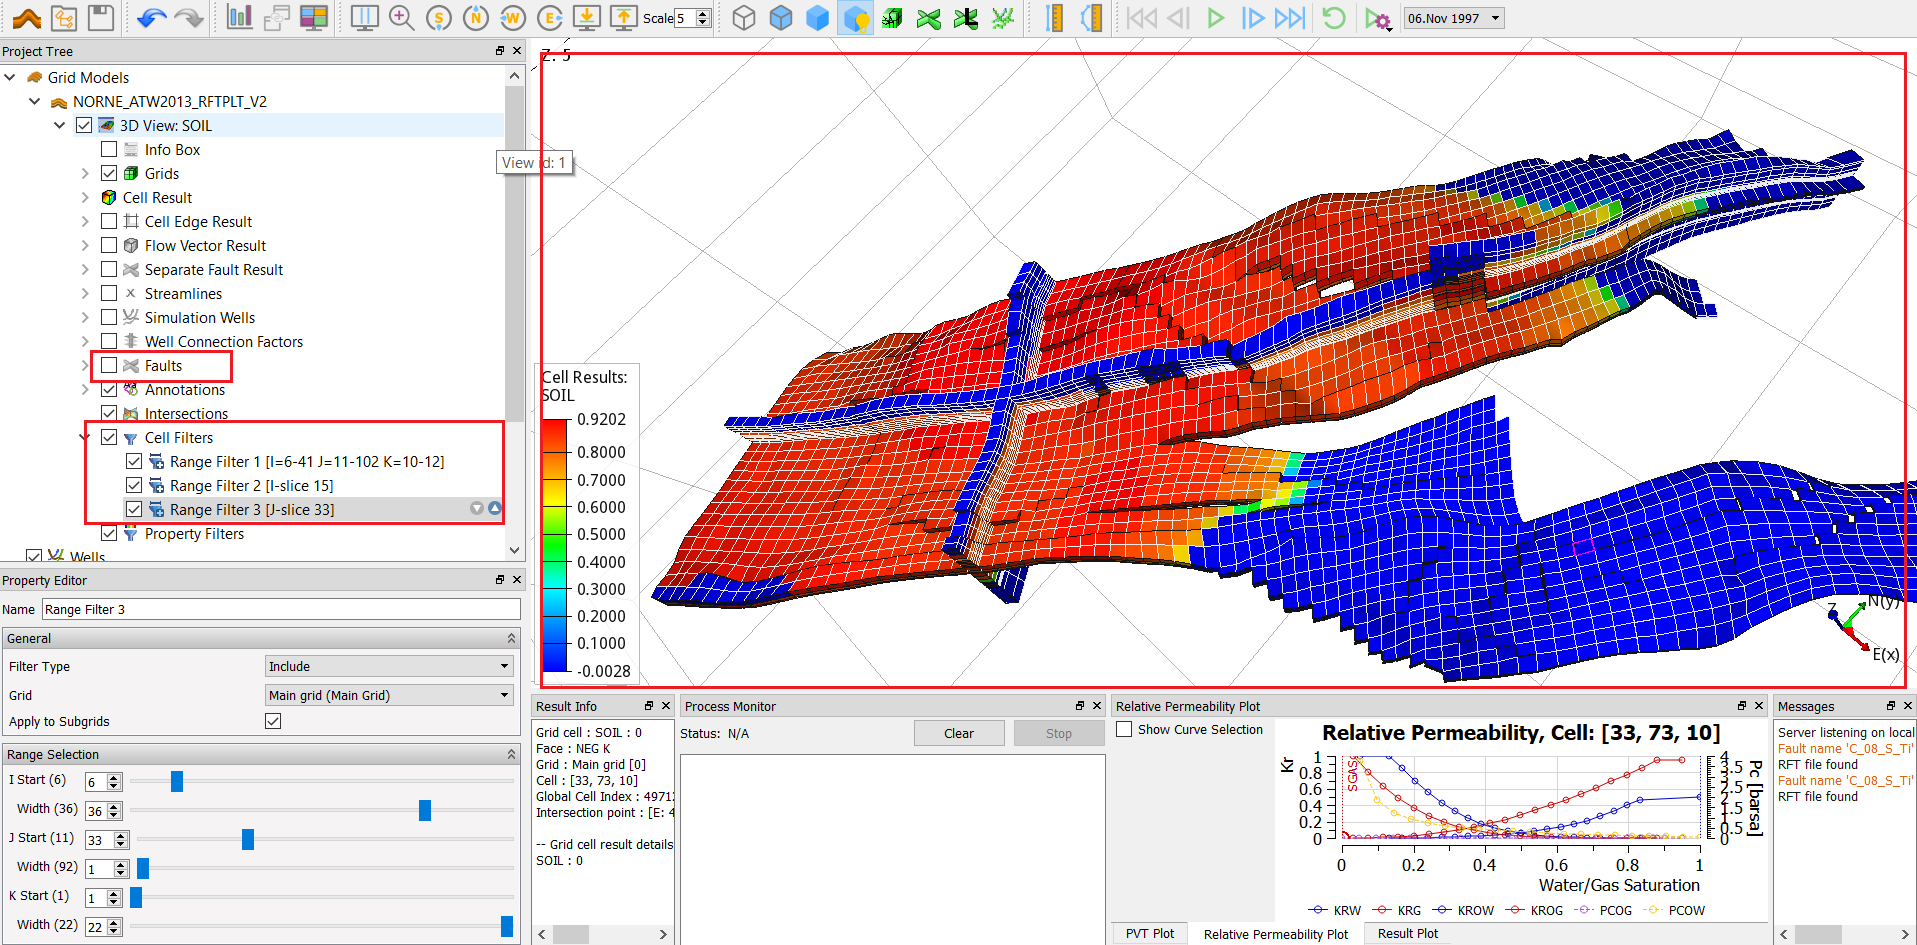 Scale 5
06.Nov 1997
Project Tree
Grid Models
NORNE_ATW2013_RFTPLT_V2
3D View: SOIL
Info Box
Grids
Cell Result
Cell Edge Result
Flow Vector Result
Separate Fault Result
Streamlines
Simulation Wells
Well Connection Factors
Faults
Annotations
Intersections
Cell Filters
Range Filter 1 [I=6-41 J=11-102 K=10-12]
Range Filter 2 [I-slice 15]
Range Filter 3 [J-slice 33]
Property Filters
Wells
View id: 1
Z: 5
Cell Results:
SOIL
0.9202
0.8000
0.7000
0.6000
0.5000
0.4000
0.3000
0.2000
0.1000
-0.0028
Z
N(y)
E(x)
Property Editor
Name Range Filter 3
General
Filter Type Include
Grid Main grid (Main Grid)
Apply to Subgrids
Range Selection
I Start (6) 6
Width (36) 36
J Start (11) 33
Width (92) 1
K Start (1) 1
Width (22) 22
Result Info
Grid cell : SOIL : 0
Face : NEG K
Grid : Main grid [0]
Cell : [33, 73, 10]
Global Cell Index : 4971
Intersection point : [E: 4
-- Grid cell result details
SOIL : 0
Process Monitor
Status: N/A
Clear
Stop
Relative Permeability Plot
Show Curve Selection
Relative Permeability, Cell: [33, 73, 10]
Kr
1
0.8
0.6
0.4
0.2
0
SGAS
4
3.5
3
2.5
2
1.5
1
0.5
0
Pc [barsa]
0 0.2 0.4 0.6 0.8 1
Water/Gas Saturation
KRW KRG KROW KROG PCOG PCOW
PVT Plot
Relative Permeability Plot
Result Plot
Messages
Server listening on local
Fault name 'C_08_S_Ti'
RFT file found
Fault name 'C_08_S_Ti'
RFT file found